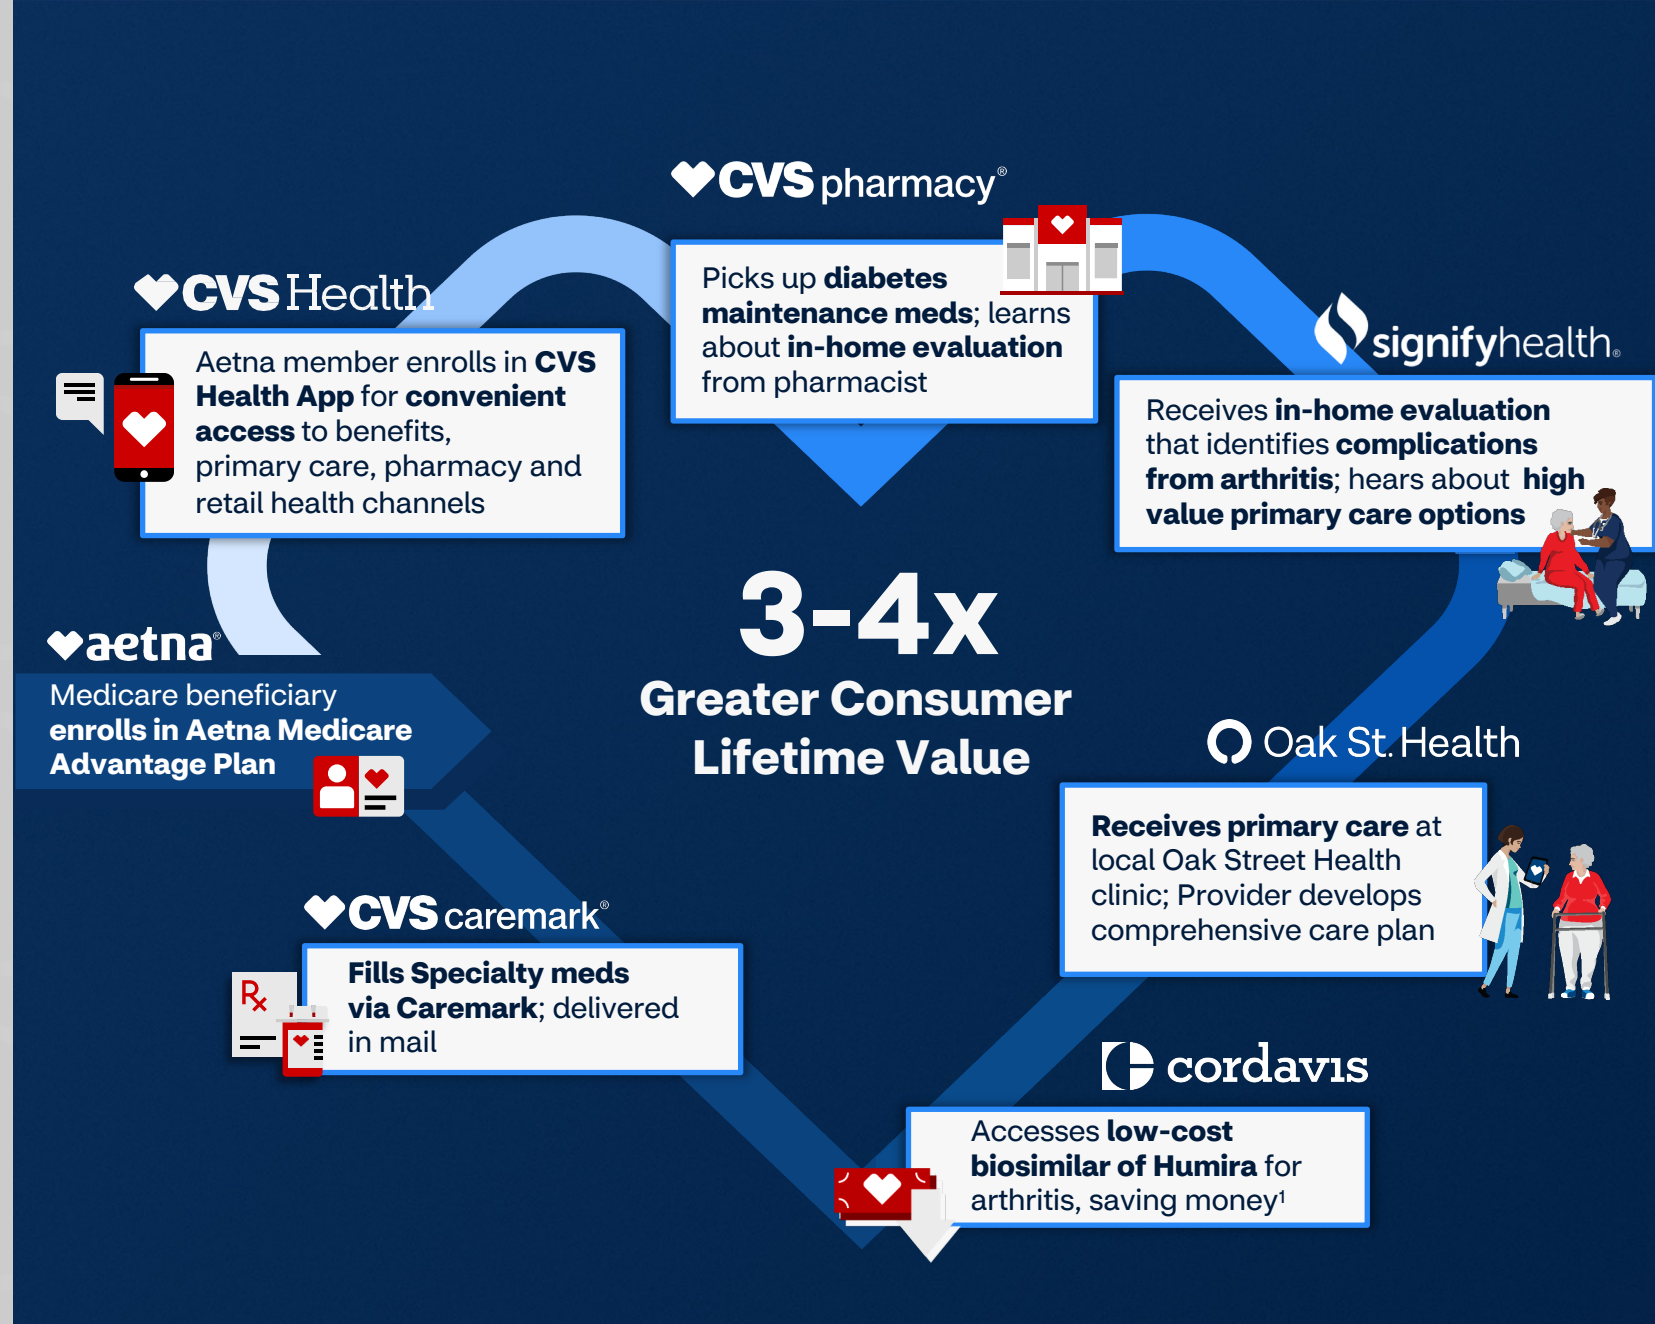 CVS pharmacy®
Picks up diabetes
maintenance meds; learns
about in-home evaluation
from pharmacist
CVS Health
Aetna member enrolls in CVS
Health App for convenient
access to benefits,
primary care, pharmacy and
retail health channels
signifyhealth®
Receives in-home evaluation
that identifies complications
from arthritis; hears about high
value primary care options
3-4x
Greater Consumer
Lifetime Value
aetna®
Medicare beneficiary
enrolls in Aetna Medicare
Advantage Plan
Oak St. Health
Receives primary care at
local Oak Street Health
clinic; Provider develops
comprehensive care plan
CVS caremark®
Rx
Fills Specialty meds
via Caremark; delivered
in mail
cordavis
Accesses low-cost
biosimilar of Humira for
arthritis, saving money¹